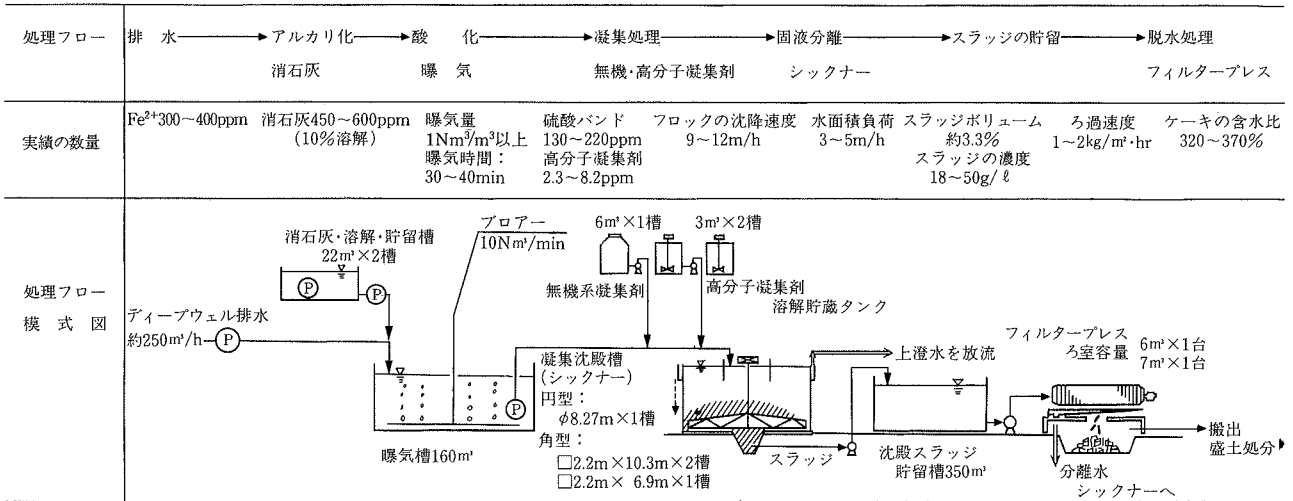 処理フロー
排 水→アルカリ化→酸 化→凝集処理→固液分離→スラッジの貯留→脱水処理
消石灰 曝 気 無機・高分子凝集剤 シックナー フィルタープレス
実績の数量
Fe²⁺300～400ppm
消石灰450～600ppm
(10%溶解)
曝気量
1Nm³/m³以上
曝気時間：
30～40min
硫酸バンド
130～220ppm
高分子凝集剤
2.3～8.2ppm
フロックの沈降速度
9～12m/h
水面積負荷
3～5m/h
スラッジボリューム
約3.3%
スラッジの濃度
18～50g/ℓ
ろ過速度
1～2kg/m²・hr
ケーキの含水比
320～370%
処理フロー
模 式 図
消石灰・溶解・貯留槽
22m³×2槽
P
P
ディープウェル排水
約250m³/h
P
ブロアー
10Nm³/min
曝気槽160m³
P
6m³×1槽
3m³×2槽
無機系凝集剤
高分子凝集剤
溶解貯蔵タンク
凝集沈殿槽
(シックナー)
円型：
φ8.27m×1槽
角型：
□2.2m×10.3m×2槽
□2.2m× 6.9m×1槽
上澄水を放流
スラッジ
沈殿スラッジ
貯留槽350m³
フィルタープレス
ろ室容量
6m³×1台
7m³×1台
搬出
盛土処分
分離水
シックナーへ